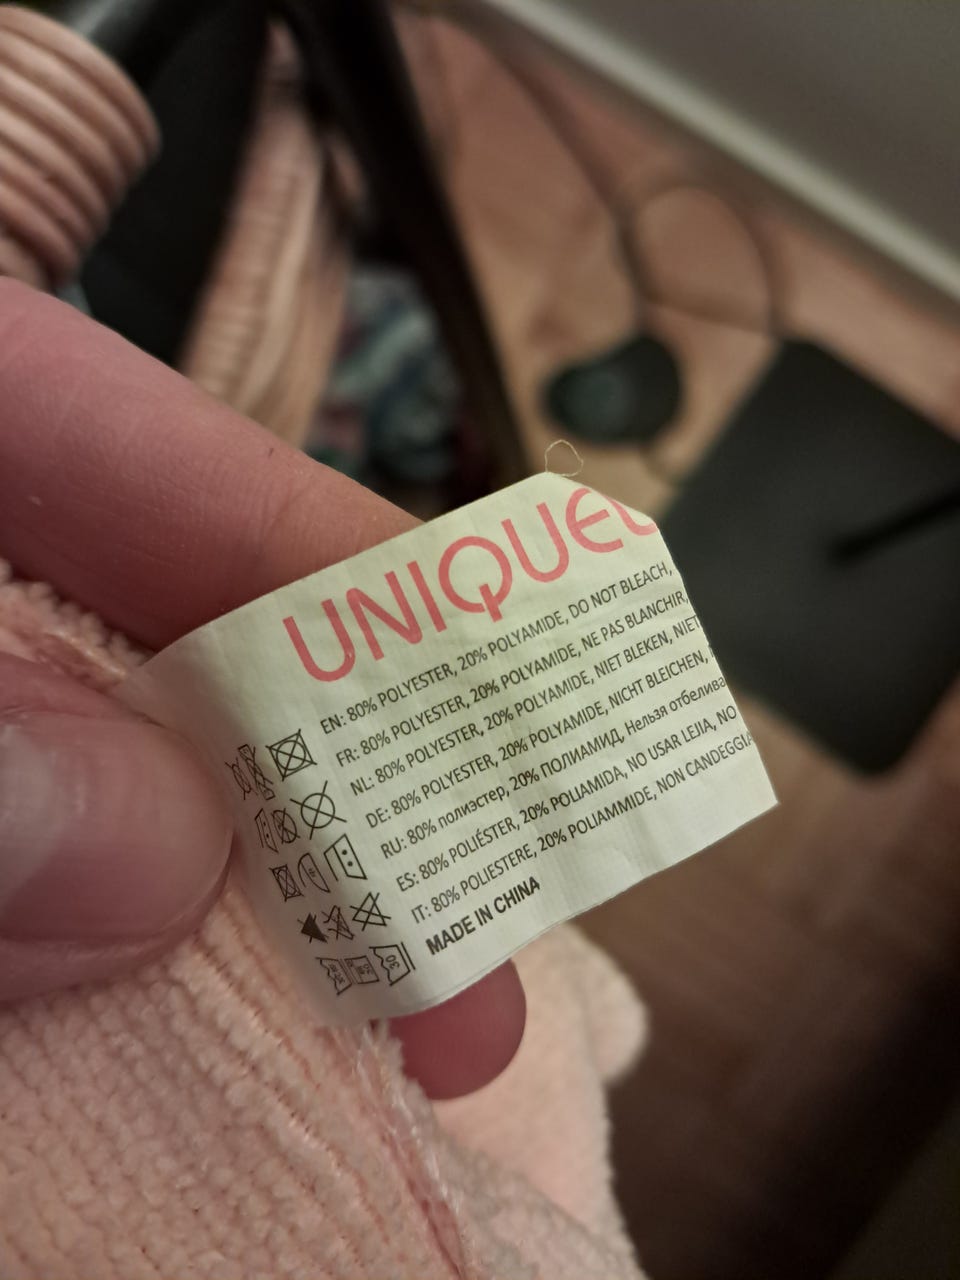 UNIQUE
EN: 80% POLYESTER, 20% POLYAMIDE, DO NOT BLEACH,
FR: 80% POLYESTER, 20% POLYAMIDE, NE PAS BLANCHIR,
NL: 80% POLYESTER, 20% POLYAMIDE, NIET BLEKEN, NIET
DE: 80% POLYESTER, 20% POLYAMIDE, NICHT BLEICHEN,
RU: 80% полиэстер, 20% ПОЛИАМИД, Нельзя отбелива
ES: 80% POLIÉSTER, 20% POLIAMIDA, NO USAR LEJIA, NO
IT: 80% POLIESTERE, 20% POLIAMMIDE, NON CANDEGGIA
MADE IN CHINA
30